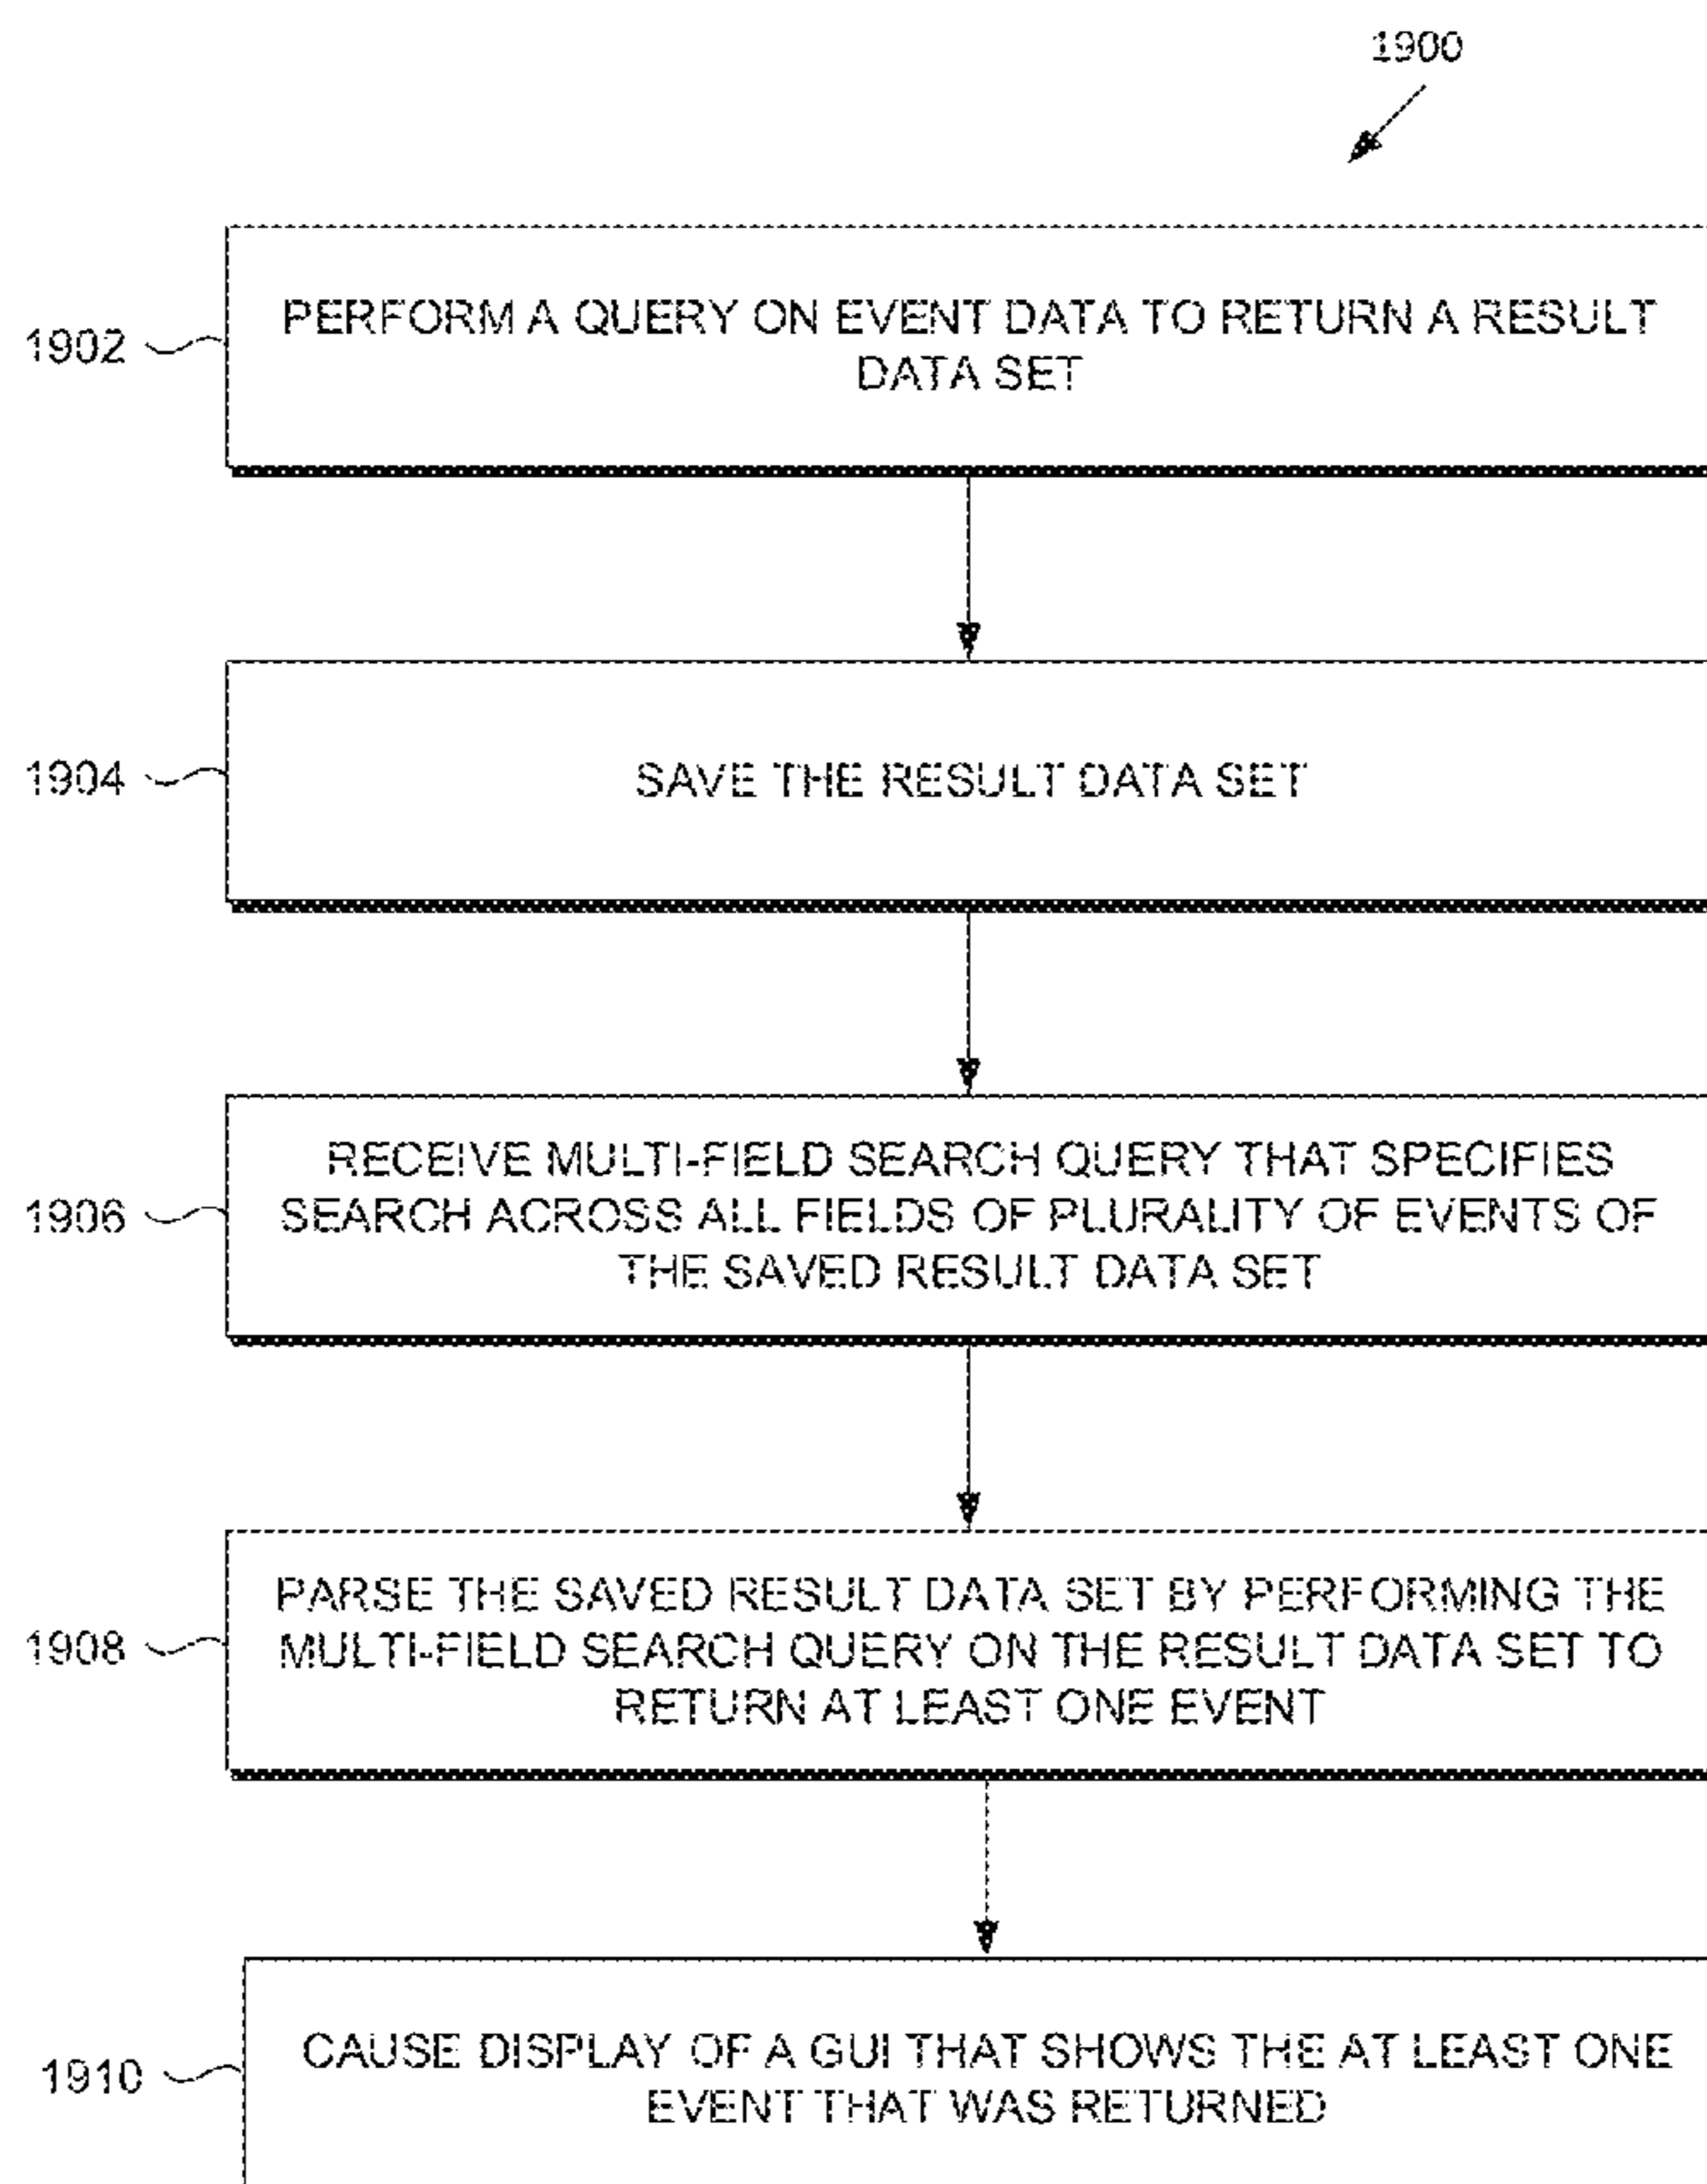 1900
1902
PERFORM A QUERY ON EVENT DATA TO RETURN A RESULT
DATA SET
1904
SAVE THE RESULT DATA SET
RECEIVE MULTI-FIELD SEARCH QUERY THAT SPECIFIES
1906
SEARCH ACROSS ALL FIELDS OF PLURALITY OF EVENTS OF
THE SAVED RESULT DATA SET
PARSE THE SAVED RESULT DATA SET BY PERFORMING THE
1908
MULTI-FIELD SEARCH QUERY ON THE RESULT DATA SET TO
RETURN AT LEAST ONE EVENT
1910
CAUSE DISPLAY OF A GUI THAT SHOWS THE AT LEAST ONE
EVENT THAT WAS RETURNED